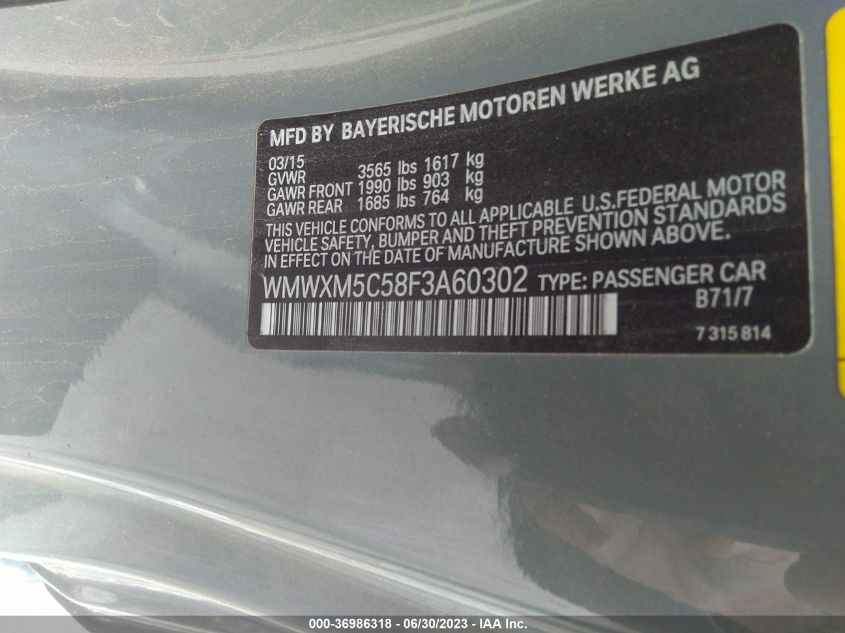 MFD BY BAYERISCHE MOTOREN WERKE AG
03/15
GVWR 3565 lbs 1617 kg
GAWR FRONT 1990 lbs 903 kg
GAWR REAR 1685 lbs 764 kg
THIS VEHICLE CONFORMS TO ALL APPLICABLE U.S.FEDERAL MOTOR
VEHICLE SAFETY, BUMPER AND THEFT PREVENTION STANDARDS
IN EFFECT ON THE DATE OF MANUFACTURE SHOWN ABOVE.
WMWXM5C58F3A60302 TYPE: PASSENGER CAR
B71/7
7 315 814
000-36986318 - 06/30/2023 - IAA Inc.